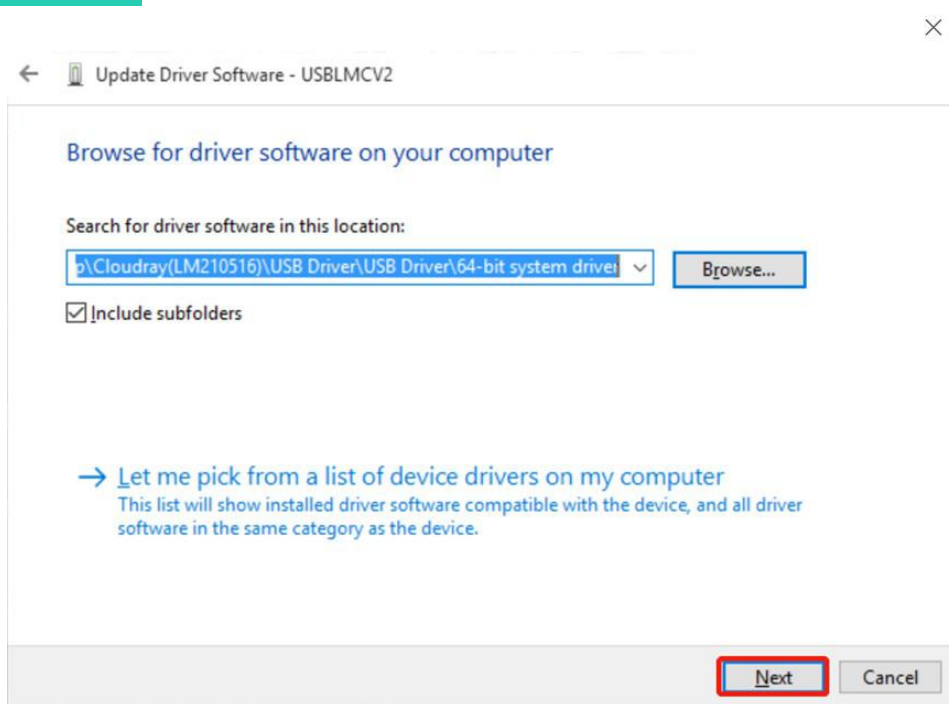 Update Driver Software - USBLMCV2
Browse for driver software on your computer
Search for driver software in this location:
p\Cloudray(LM210516)\USB Driver\USB Driver\64-bit system driver
Browse...
Include subfolders
Let me pick from a list of device drivers on my computer
This list will show installed driver software compatible with the device, and all driver
software in the same category as the device.
Next
Cancel